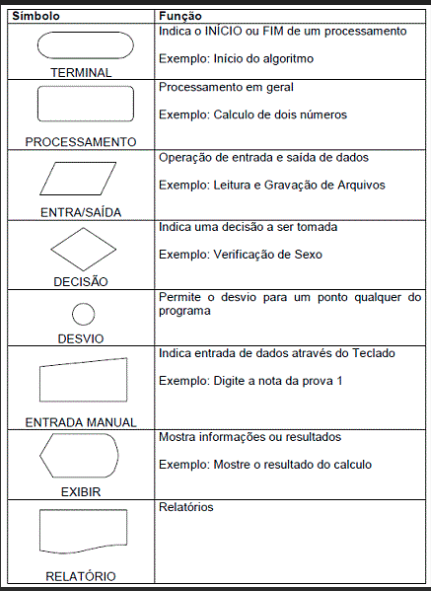 Símbolo
Função
Indica o INÍCIO ou FIM de um processamento
Exemplo: Início do algoritmo
TERMINAL
Processamento em geral
Exemplo: Calculo de dois números
PROCESSAMENTO
Operação de entrada e saída de dados
Exemplo: Leitura e Gravação de Arquivos
ENTRA/SAÍDA
Indica uma decisão a ser tomada
Exemplo: Verificação de Sexo
DECISÃO
Permite o desvio para um ponto qualquer do
programa
DESVIO
Indica entrada de dados através do Teclado
Exemplo: Digite a nota da prova 1
ENTRADA MANUAL
Mostra informações ou resultados
Exemplo: Mostre o resultado do calculo
EXIBIR
Relatórios
RELATÓRIO